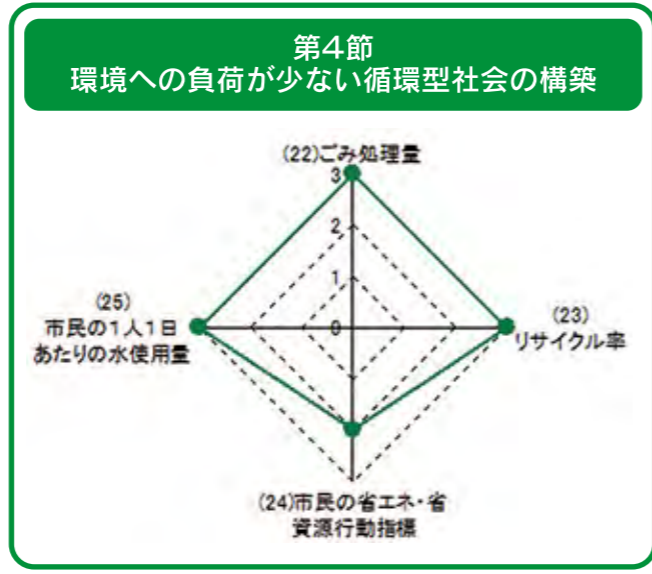 第4節
環境への負荷が少ない循環型社会の構築
(22)ごみ処理量
3
2
1
0
(25)
市民の1人1日
あたりの水使用量
(23)
リサイクル率
(24)市民の省エネ・省
資源行動指標